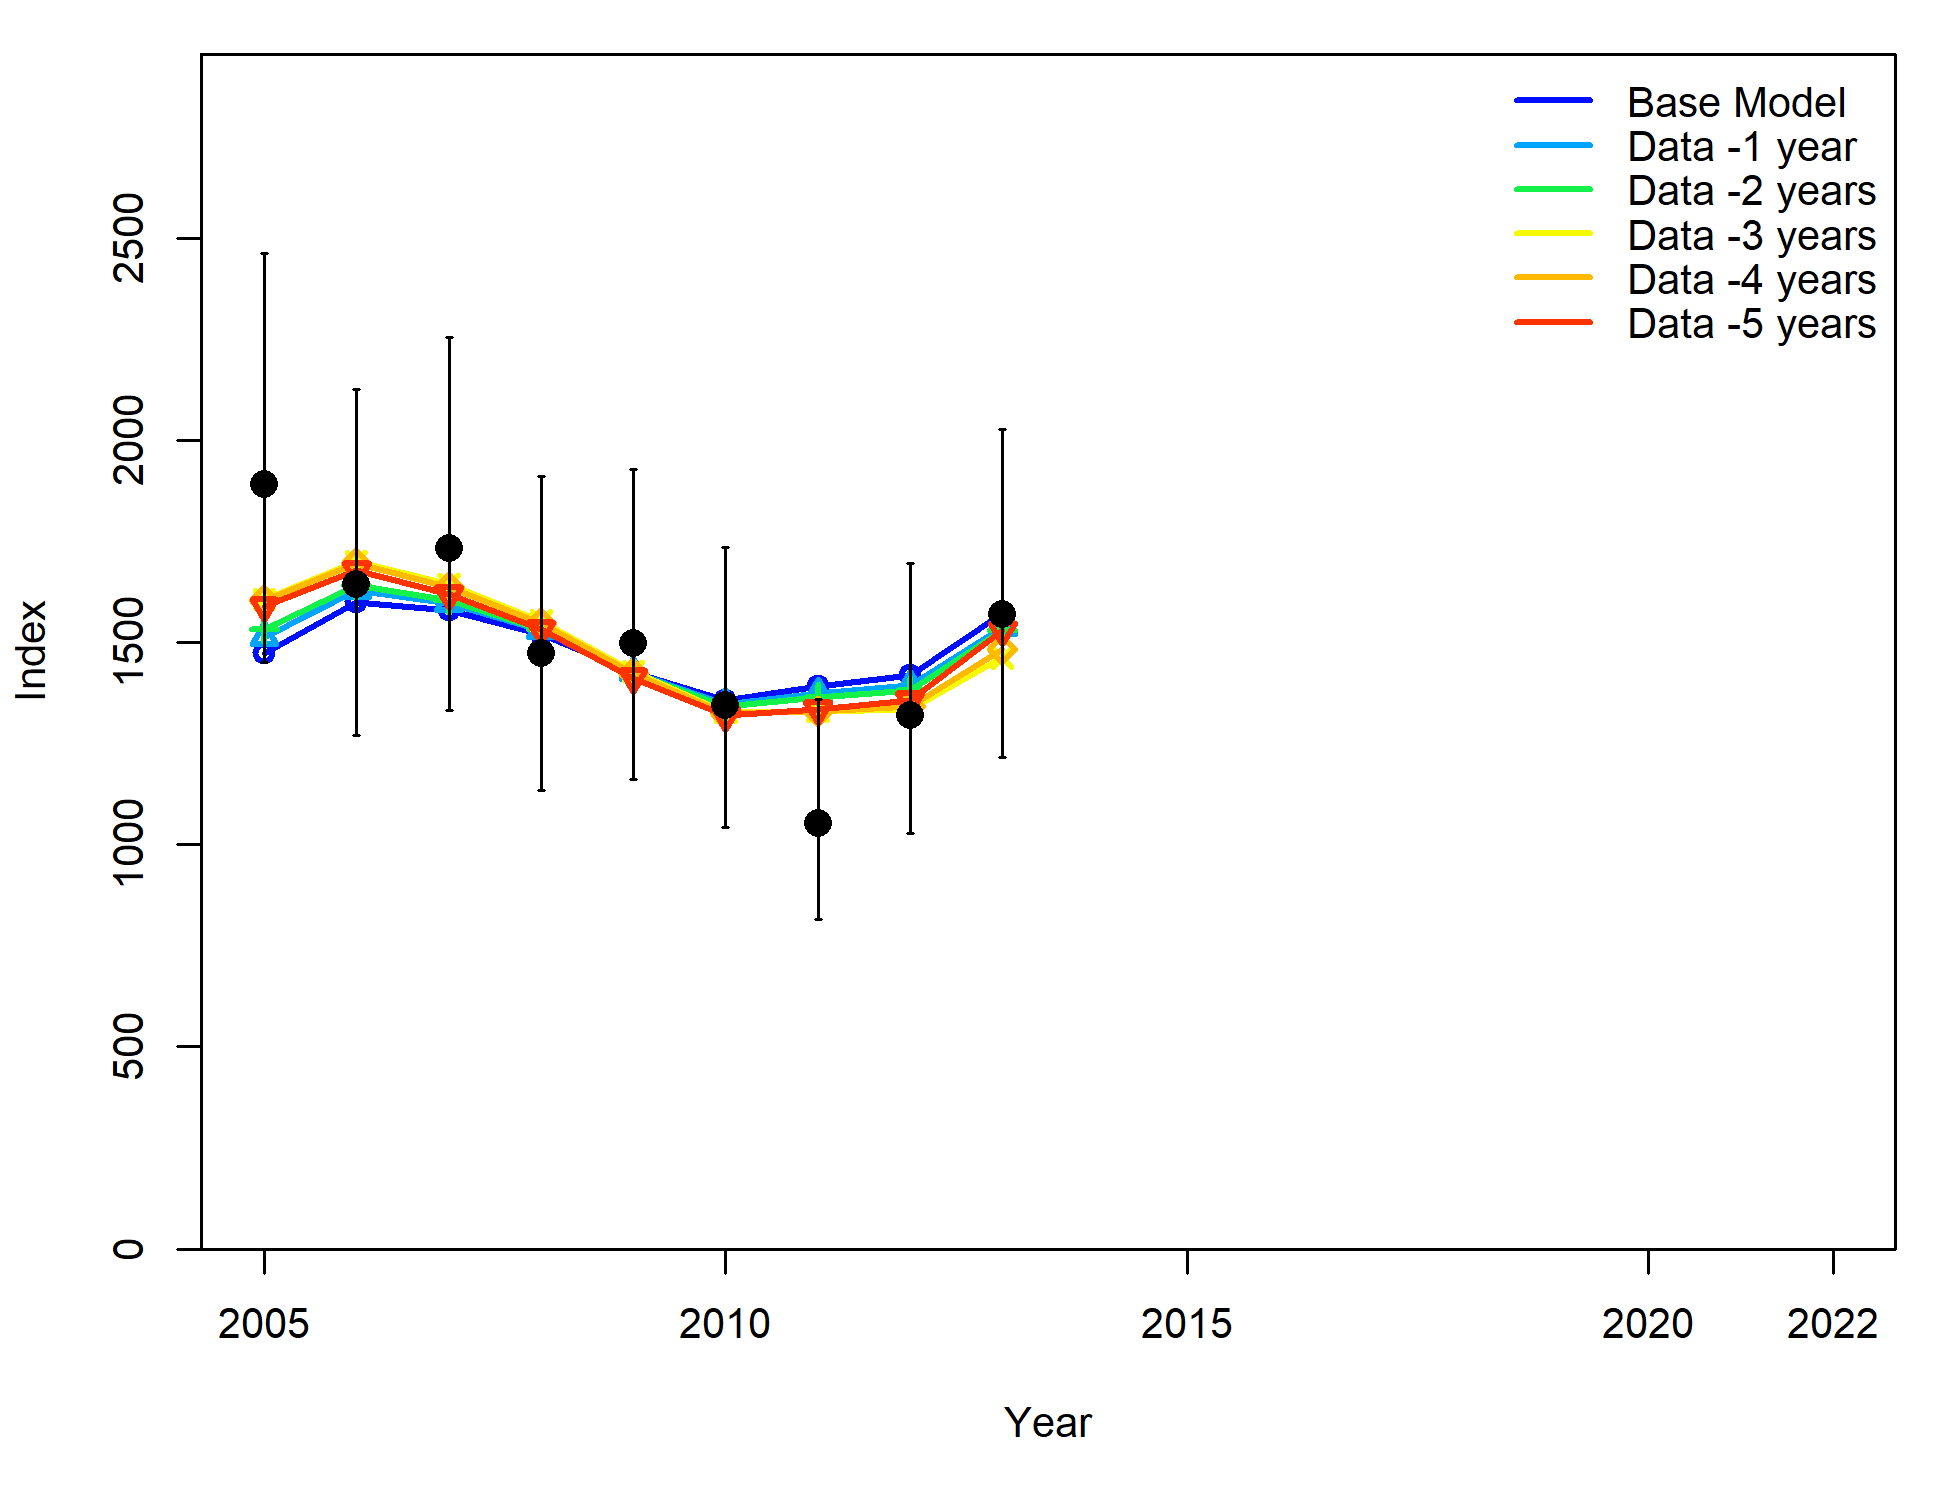 Base Model
Data -1 year
Data -2 years
Data -3 years
Data -4 years
Data -5 years
Index
2500
2000
1500
1000
500
0
2005 2010 2015 2020 2022
Year